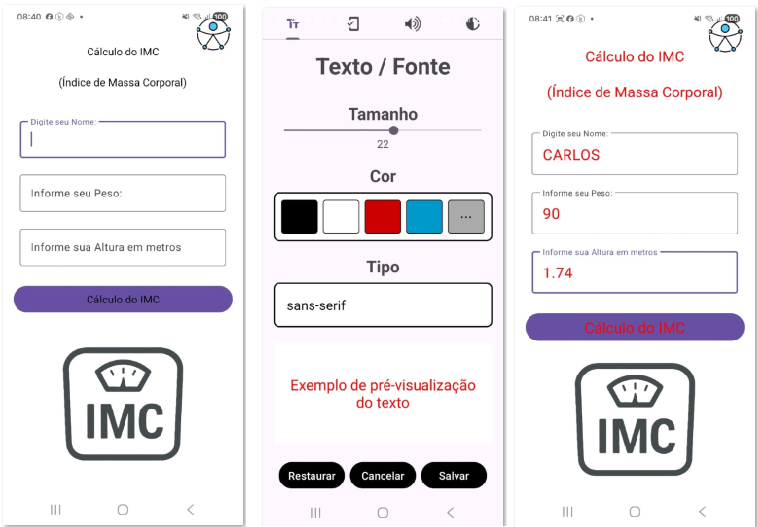 08:40
100
Cálculo do IMC
(Índice de Massa Corporal)
Digite seu Nome:
Informe seu Peso:
Informe sua Altura em metros
Cálculo do IMC
IMC
TT
Texto / Fonte
Tamanho
22
Cor
...
Tipo
sans-serif
Exemplo de pré-visualização
do texto
Restaurar Cancelar Salvar
08:41
100
Cálculo do IMC
(Índice de Massa Corporal)
Digite seu Nome:
CARLOS
Informe seu Peso:
90
Informe sua Altura em metros
1.74
Cálculo do IMC
IMC